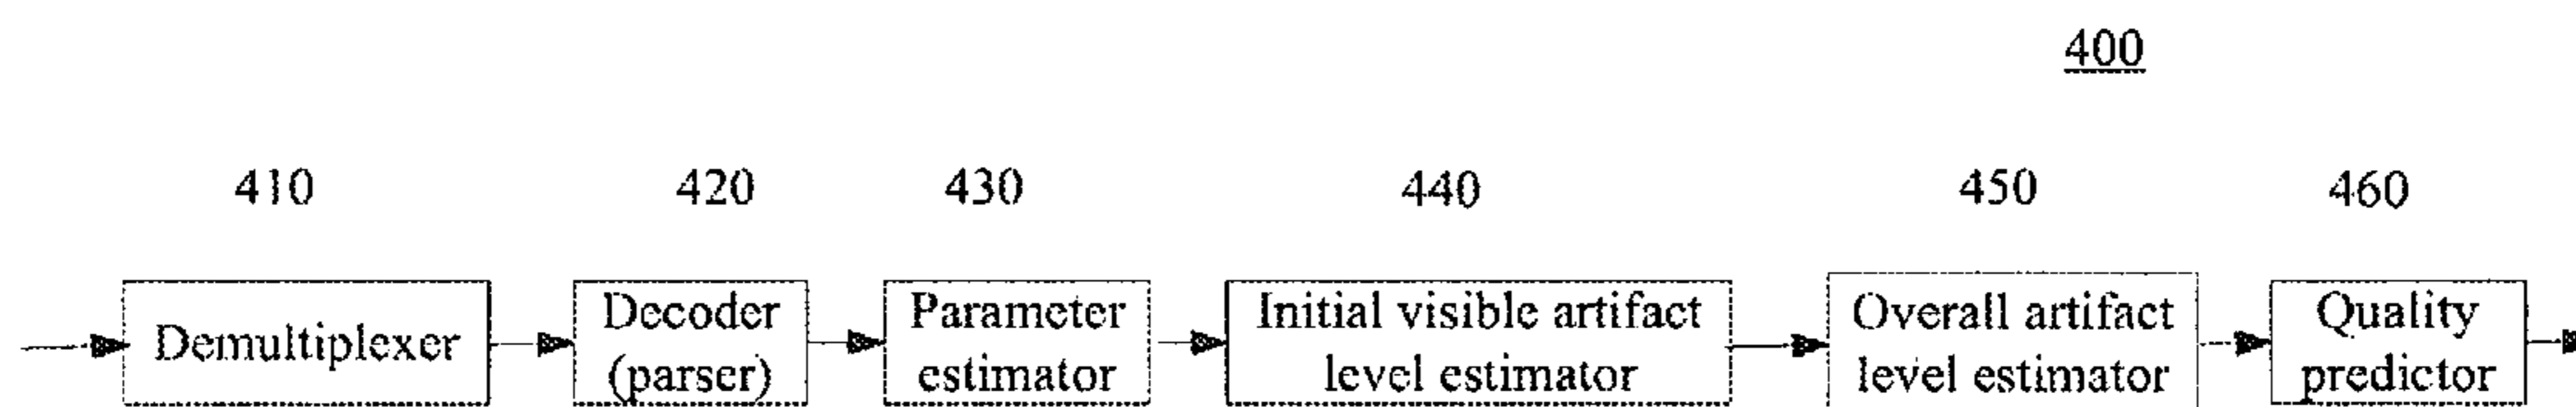 400
410 420 430 440 450 460
Demultiplexer
Decoder
(parser)
Parameter
estimator
Initial visible artifact
level estimator
Overall artifact
level estimator
Quality
predictor